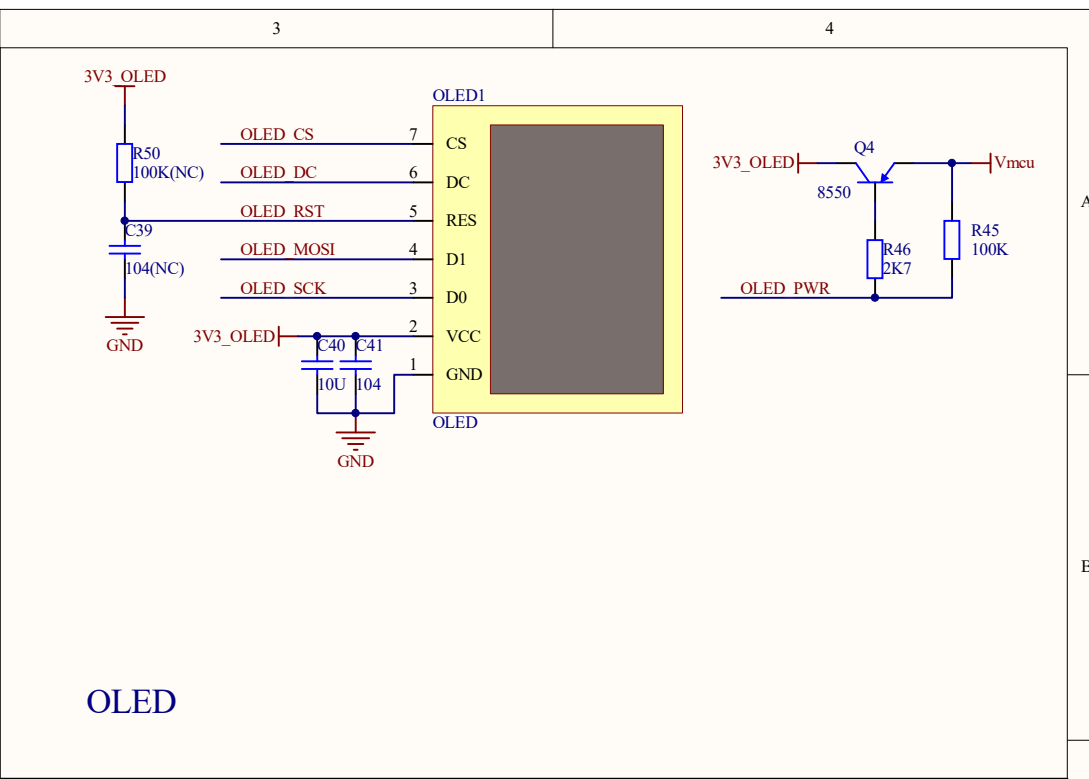 3
4
3V3_OLED
OLED1
R50
100K(NC)
OLED_CS
7
CS
OLED_DC
6
DC
OLED_RST
5
RES
C39
104(NC)
OLED_MOSI
4
D1
OLED_SCK
3
D0
GND
3V3_OLED
2
VCC
C40
C41
10U
104
1
GND
OLED
GND
3V3_OLED
Q4
8550
Vmcu
R46
2K7
R45
100K
OLED_PWR
A
B
OLED